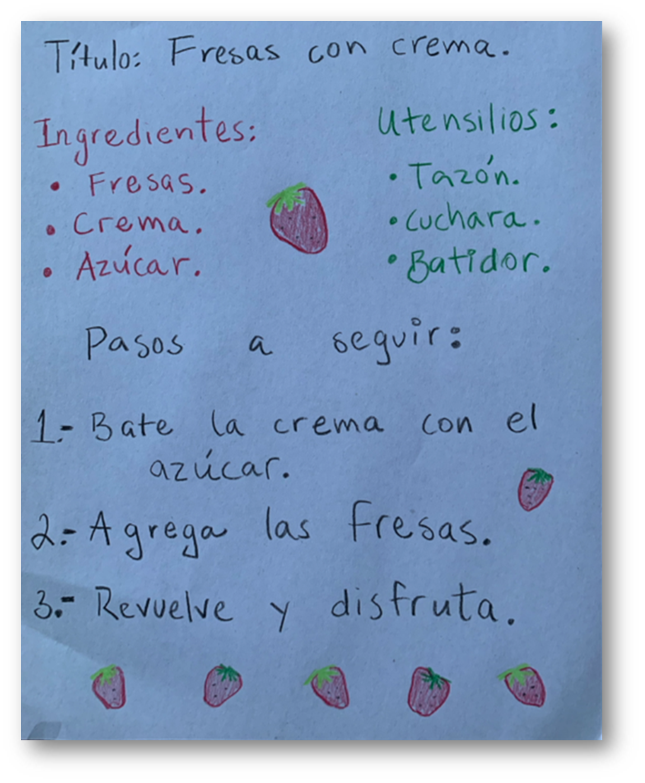 Título: Fresas con crema.
Ingredientes:
• Fresas.
• Crema.
• Azúcar.
Utensilios:
• Tazón.
• Cuchara.
• Batidor.
Pasos a seguir:
1.- Bate la crema con el
azúcar.
2.- Agrega las fresas.
3.- Revuelve y disfruta.